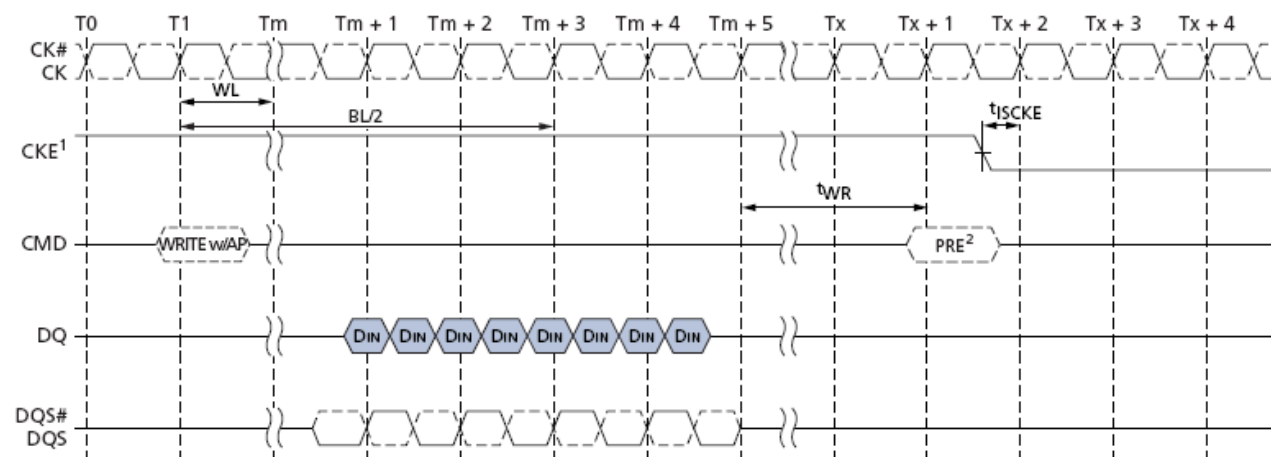 T0 T1 Tm Tm + 1 Tm + 2 Tm + 3 Tm + 4 Tm + 5 Tx Tx + 1 Tx + 2 Tx + 3 Tx + 4
CK#
CK
WL
BL/2
tISCKE
CKE1
tWR
CMD WRITE w/AP PRE2
DQ DIN DIN DIN DIN DIN DIN DIN DIN
DQS#
DQS